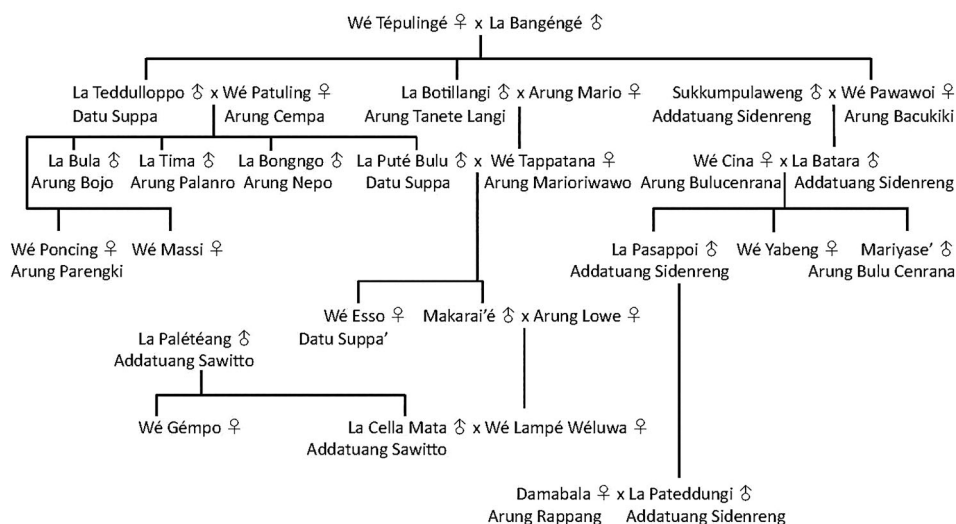 Wé Tépulingé ♀ x La Bangéngé ♂
La Teddulloppo ♂ x Wé Patuling ♀ La Botillangi ♂ x Arung Mario ♀ Sukkumpulaweng ♂ x Wé Pawawoi ♀
Datu Suppa Arung Cempa Arung Tanete Langi Addatuang Sidenreng Arung Bacukiki
La Bula ♂ La Tima ♂ La Bongngo ♂ La Puté Bulu ♂ x Wé Tappatana ♀ Wé Cina ♀ x La Batara ♂
Arung Bojo Arung Palanro Arung Nepo Datu Suppa Arung Marioriwawo Arung Bulucenrana Addatuang Sidenreng
Wé Poncing ♀ Wé Massi ♀ La Pasappoi ♂ Wé Yabeng ♀ Mariyase’ ♂
Arung Parengki Addatuang Sidenreng Arung Bulu Cenrana
Wé Esso ♀ Makarai’é ♂ x Arung Lowe ♀
Datu Suppa’
La Palétéang ♂
Addatuang Sawitto
Wé Gémpo ♀ La Cella Mata ♂ x Wé Lampé Wéluwa ♀
Addatuang Sawitto
Damabala ♀ x La Pateddungi ♂
Arung Rappang Addatuang Sidenreng